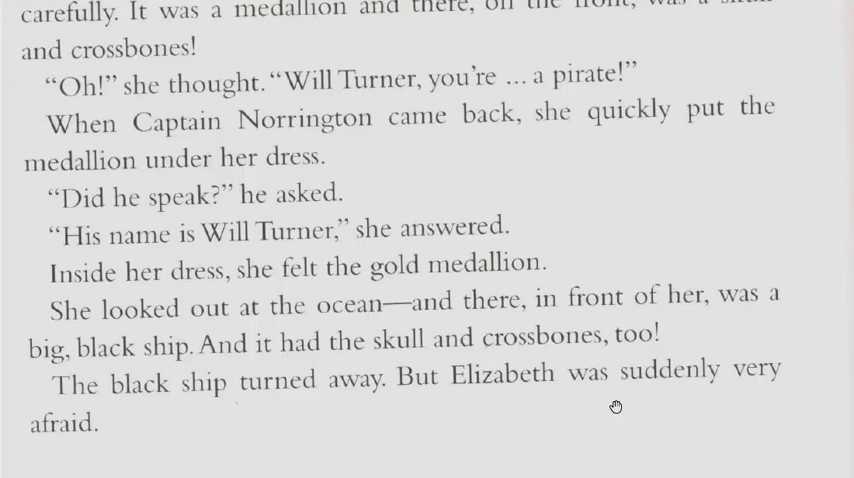 carefully. It was a medallion and there, on the front, was a skull
and crossbones!
“Oh!” she thought. “Will Turner, you’re ... a pirate!”
When Captain Norrington came back, she quickly put the
medallion under her dress.
“Did he speak?” he asked.
“His name is Will Turner,” she answered.
Inside her dress, she felt the gold medallion.
She looked out at the ocean—and there, in front of her, was a
big, black ship. And it had the skull and crossbones, too!
The black ship turned away. But Elizabeth was suddenly very
afraid.